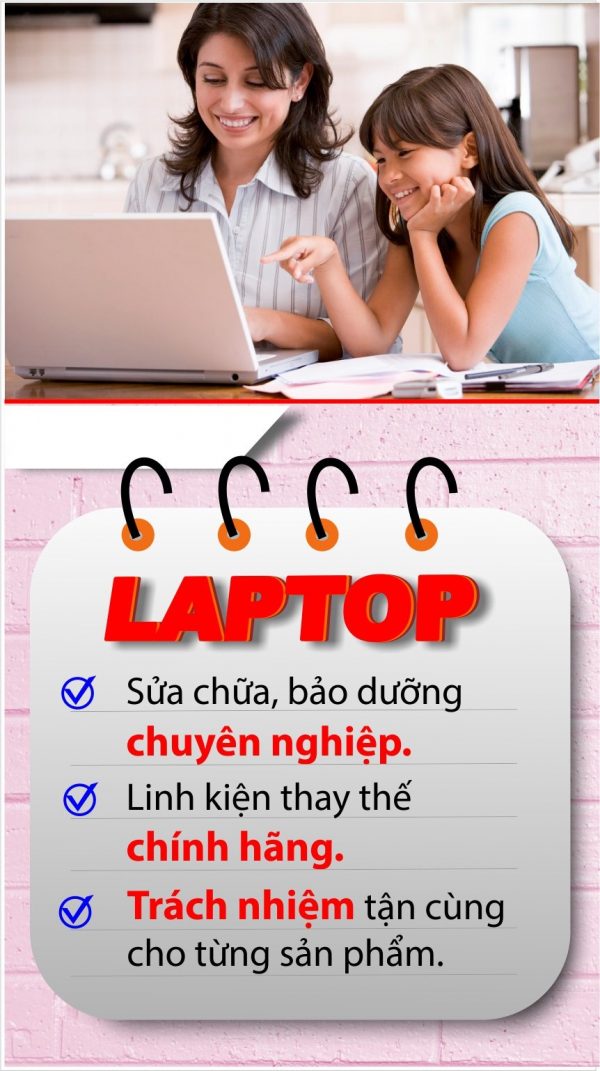 LAPTOP
Sửa chữa, bảo dưỡng
chuyên nghiệp.
Linh kiện thay thế
chính hãng.
Trách nhiệm tận cùng
cho từng sản phẩm.